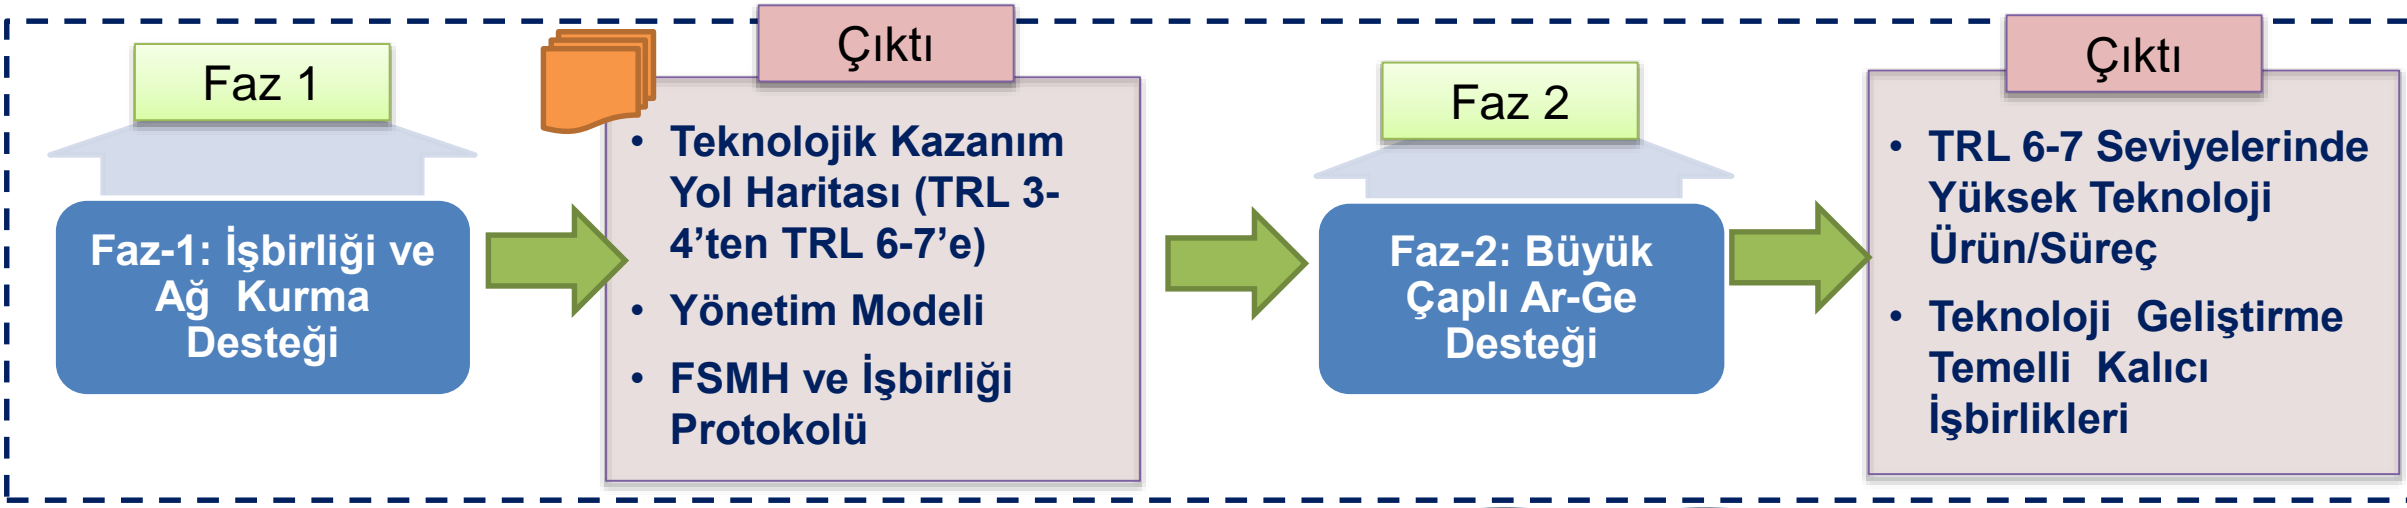 Faz 1
Faz-1: İşbirliği ve
Ağ Kurma
Desteği
Çıktı
• Teknolojik Kazanım
Yol Haritası (TRL 3-
4’ten TRL 6-7’e)
• Yönetim Modeli
• FSMH ve İşbirliği
Protokolü
Faz 2
Faz-2: Büyük
Çaplı Ar-Ge
Desteği
Çıktı
• TRL 6-7 Seviyelerinde
Yüksek Teknoloji
Ürün/Süreç
• Teknoloji Geliştirme
Temelli Kalıcı
İşbirlikleri